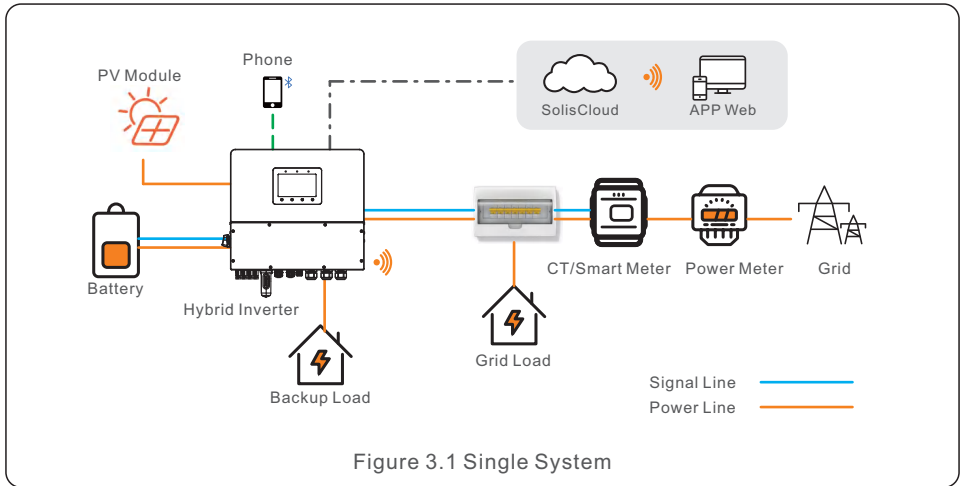 Phone
PV Module
SolisCloud
APP Web
Battery
Hybrid Inverter
CT/Smart Meter
Power Meter
Grid
Grid Load
Backup Load
Signal Line
Power Line
Figure 3.1 Single System